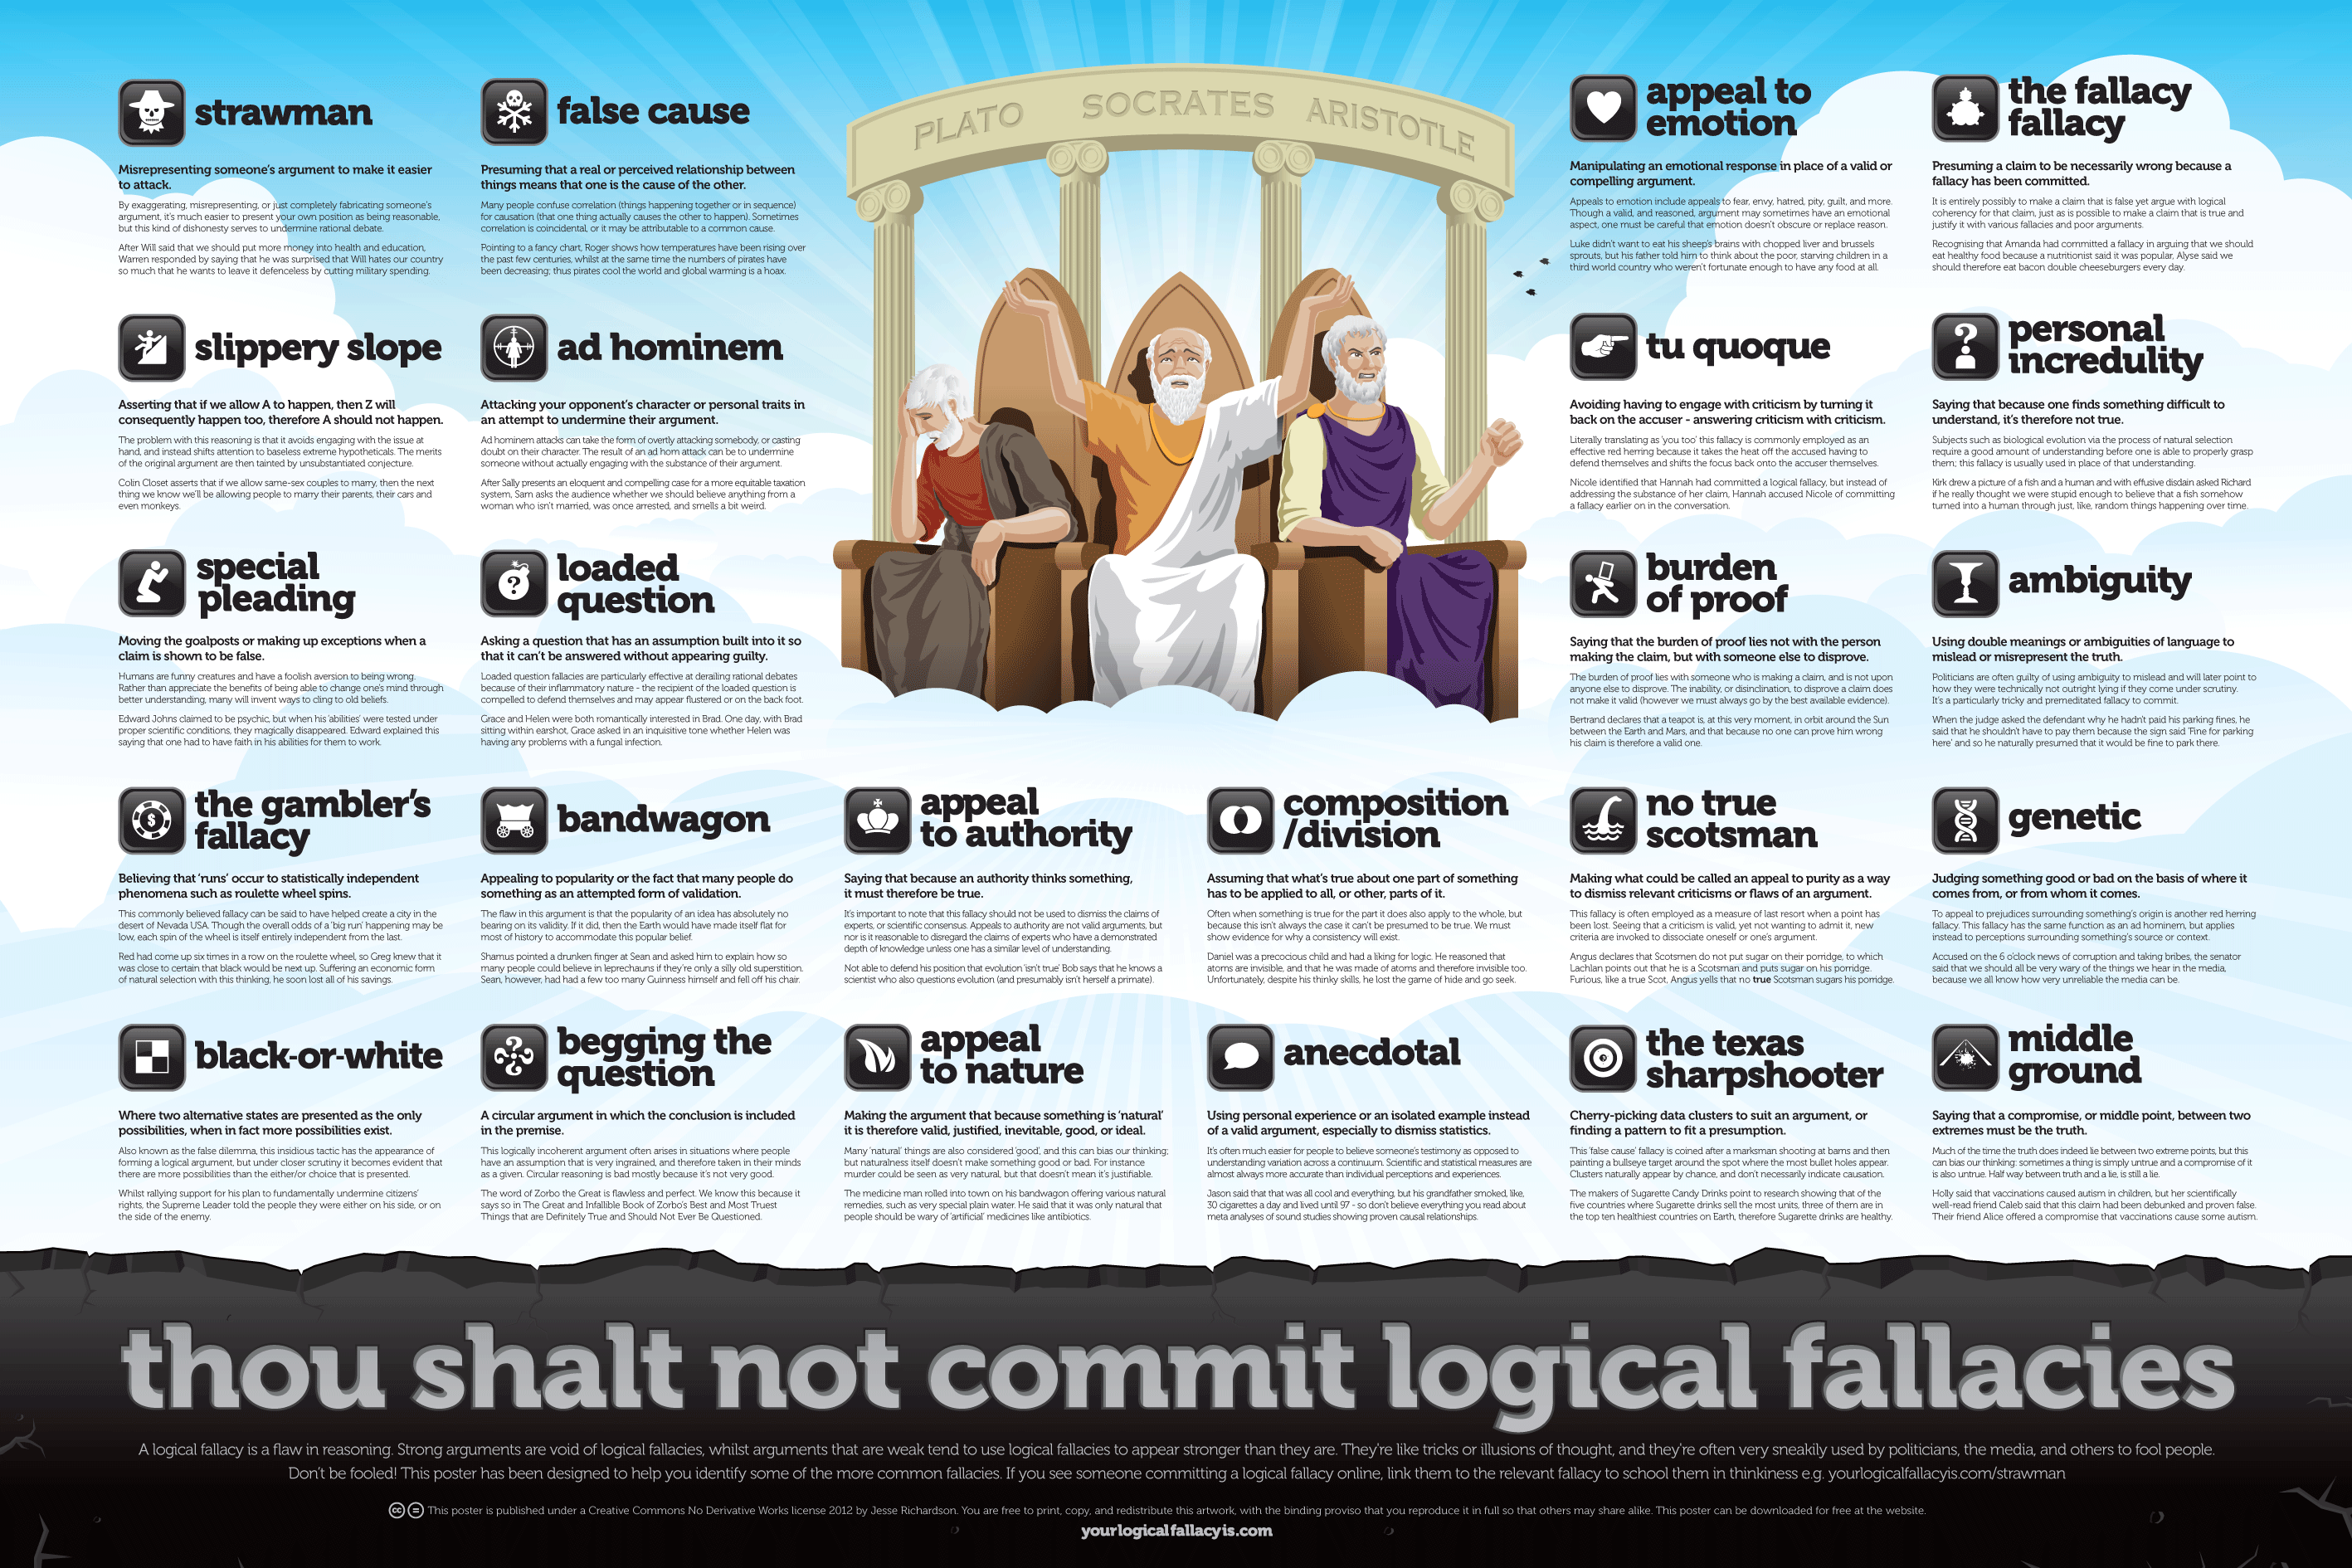 PLATO SOCRATES ARISTOTLE
strawman
Misrepresenting someone's argument to make it easier
to attack.
By exaggerating, misrepresenting, or just completely fabricating someone's
argument, it's much easier to present your own position as being reasonable,
but this kind of dishonesty serves to undermine rational debate.
After Will said that we should put more money into health and education,
Warren responded by saying that he was surprised that Will hates our country
so much that he wants to leave it defenceless by cutting military spending.
false cause
Presuming that a real or perceived relationship between
things means that one is the cause of the other.
Many people confuse correlation (things happening together or in sequence)
for causation (that one thing actually causes the other to happen). Sometimes
correlation is coincidental, or it may be attributable to a common cause.
Pointing to a fancy chart, Roger shows how temperatures have been rising over
the past few centuries, whilst at the same time the numbers of pirates have
been decreasing; thus pirates cool the world and global warming is a hoax.
appeal to
emotion
Manipulating an emotional response in place of a valid or
compelling argument.
Appeals to emotion include appeals to fear, envy, hatred, pity, guilt, and more.
Though a valid, and reasoned, argument may sometimes have an emotional
aspect, one must be careful that emotion doesn't obscure or replace reason.
Luke didn't want to eat his sheep's brains with chopped liver and brussels
sprouts, but his father told him to think about the poor, starving children in a
third world country who weren't fortunate enough to have any food at all.
the fallacy
fallacy
Presuming a claim to be necessarily wrong because a
fallacy has been committed.
It is entirely possibly to make a claim that is false yet argue with logical
coherency for that claim, just as is possible to make a claim that is true and
justify it with various fallacies and poor arguments.
Recognising that Amanda had committed a fallacy in arguing that we should
eat healthy food because a nutritionist said it was popular, Alyse said we
should therefore eat bacon double cheeseburgers every day.
slippery slope
Asserting that if we allow A to happen, then Z will
consequently happen too, therefore A should not happen.
The problem with this reasoning is that it avoids engaging with the issue at
hand, and instead shifts attention to baseless extreme hypotheticals. The merits
of the original argument are then tainted by unsubstantiated conjecture.
Colin Closet asserts that if we allow same-sex couples to marry, then the next
thing we know we'll be allowing people to marry their parents, their cars and
even monkeys.
ad hominem
Attacking your opponent's character or personal traits in
an attempt to undermine their argument.
Ad hominem attacks can take the form of overtly attacking somebody, or casting
doubt on their character. The result of an ad hom attack can be to undermine
someone without actually engaging with the substance of their argument.
After Sally presents an eloquent and compelling case for a more equitable taxation
system, Sam asks the audience whether we should believe anything from a
woman who isn't married, was once arrested, and smells a bit weird.
tu quoque
Avoiding having to engage with criticism by turning it
back on the accuser - answering criticism with criticism.
Literally translating as 'you too' this fallacy is commonly employed as an
effective red herring because it takes the heat off the accused having to
defend themselves and shifts the focus back onto the accuser themselves.
Nicole identified that Hannah had committed a logical fallacy, but instead of
addressing the substance of her claim, Hannah accused Nicole of committing
a fallacy earlier on in the conversation.
personal
incredulity
Saying that because one finds something difficult to
understand, it's therefore not true.
Subjects such as biological evolution via the process of natural selection
require a good amount of understanding before one is able to properly grasp
them; this fallacy is usually used in place of that understanding.
Kirk drew a picture of a fish and a human and with effusive disdain asked Richard
if he really thought we were stupid enough to believe that a fish somehow
turned into a human through just, like, random things happening over time.
special
pleading
Moving the goalposts or making up exceptions when a
claim is shown to be false.
Humans are funny creatures and have a foolish aversion to being wrong.
Rather than appreciate the benefits of being able to change one's mind through
better understanding, many will invent ways to cling to old beliefs.
Edward Johns claimed to be psychic, but when his 'abilities' were tested under
proper scientific conditions, they magically disappeared. Edward explained this
saying that one had to have faith in his abilities for them to work.
loaded
question
Asking a question that has an assumption built into it so
that it can't be answered without appearing guilty.
Loaded question fallacies are particularly effective at derailing rational debates
because of their inflammatory nature - the recipient of the loaded question is
compelled to defend themselves and may appear flustered or on the back foot.
Grace and Helen were both romantically interested in Brad. One day, with Brad
sitting within earshot, Grace asked in an inquisitive tone whether Helen was
having any problems with a fungal infection.
burden
of proof
Saying that the burden of proof lies not with the person
making the claim, but with someone else to disprove.
The burden of proof lies with someone who is making a claim, and is not upon
anyone else to disprove. The inability, or disinclination, to disprove a claim does
not make it valid (however we must always go by the best available evidence).
Bertrand declares that a teapot is, at this very moment, in orbit around the Sun
between the Earth and Mars, and that because no one can prove him wrong
his claim is therefore a valid one.
ambiguity
Using double meanings or ambiguities of language to
mislead or misrepresent the truth.
Politicians are often guilty of using ambiguity to mislead and will later point to
how they were technically not outright lying if they come under scrutiny.
It's a particularly tricky and premeditated fallacy to commit.
When the judge asked the defendant why he hadn't paid his parking fines, he
said that he shouldn't have to pay them because the sign said 'Fine for parking
here' and so he naturally presumed that it would be fine to park there.
the gambler's
fallacy
Believing that 'runs' occur to statistically independent
phenomena such as roulette wheel spins.
This commonly believed fallacy can be said to have helped create a city in the
desert of Nevada USA. Though the overall odds of a 'big run' happening may be
low, each spin of the wheel is itself entirely independent from the last.
Red had come up six times in a row on the roulette wheel, so Greg knew that it
was close to certain that black would be next up. Suffering an economic form
of natural selection with this thinking, he soon lost all of his savings.
bandwagon
Appealing to popularity or the fact that many people do
something as an attempted form of validation.
The flaw in this argument is that the popularity of an idea has absolutely no
bearing on its validity. If it did, then the Earth would have made itself flat for
most of history to accommodate this popular belief.
Shamus pointed a drunken finger at Sean and asked him to explain how so
many people could believe in leprechauns if they're only a silly old superstition.
Sean, however, had had a few too many Guinness himself and fell off his chair.
appeal
to authority
Saying that because an authority thinks something,
it must therefore be true.
It's important to note that this fallacy should not be used to dismiss the claims of
experts, or scientific consensus. Appeals to authority are not valid arguments, but
nor is it reasonable to disregard the claims of experts who have a demonstrated
depth of knowledge unless one has a similar level of understanding.
Not able to defend his position that evolution 'isn't true' Bob says that he knows a
scientist who also questions evolution (and presumably isn't herself a primate).
composition
/division
Assuming that what's true about one part of something
has to be applied to all, or other, parts of it.
Often when something is true for the part it does also apply to the whole, but
because this isn't always the case it can't be presumed to be true. We must
show evidence for why a consistency will exist.
Daniel was a precocious child and had a liking for logic. He reasoned that
atoms are invisible, and that he was made of atoms and therefore invisible too.
Unfortunately, despite his thinky skills, he lost the game of hide and go seek.
no true
scotsman
Making what could be called an appeal to purity as a way
to dismiss relevant criticisms or flaws of an argument.
This fallacy is often employed as a measure of last resort when a point has
been lost. Seeing that a criticism is valid, yet not wanting to admit it, new
criteria are invoked to dissociate oneself or one's argument.
Angus declares that Scotsmen do not put sugar on their porridge, to which
Lachlan points out that he is a Scotsman and puts sugar on his porridge.
Furious, like a true Scot, Angus yells that no true Scotsman sugars his porridge.
genetic
Judging something good or bad on the basis of where it
comes from, or from whom it comes.
To appeal to prejudices surrounding something's origin is another red herring
fallacy. This fallacy has the same function as an ad hominem, but applies
instead to perceptions surrounding something's source or context.
Accused on the 6 o'clock news of corruption and taking bribes, the senator
said that we should all be very wary of the things we hear in the media,
because we all know how very unreliable the media can be.
black-or-white
Where two alternative states are presented as the only
possibilities, when in fact more possibilities exist.
Also known as the false dilemma, this insidious tactic has the appearance of
forming a logical argument, but under closer scrutiny it becomes evident that
there are more possibilities than the either/or choice that is presented.
Whilst rallying support for his plan to fundamentally undermine citizens'
rights, the Supreme Leader told the people they were either on his side, or on
the side of the enemy.
begging the
question
A circular argument in which the conclusion is included
in the premise.
This logically incoherent argument often arises in situations where people
have an assumption that is very ingrained, and therefore taken in their minds
as a given. Circular reasoning is bad mostly because it's not very good.
The word of Zorbo the Great is flawless and perfect. We know this because it
says so in The Great and Infallible Book of Zorbo's Best and Most Truest
Things that are Definitely True and Should Not Ever Be Questioned.
appeal
to nature
Making the argument that because something is 'natural'
it is therefore valid, justified, inevitable, good, or ideal.
Many 'natural' things are also considered 'good', and this can bias our thinking;
but naturalness itself doesn't make something good or bad. For instance
murder could be seen as very natural, but that doesn't mean it's justifiable.
The medicine man rolled into town on his bandwagon offering various natural
remedies, such as very special plain water. He said that it was only natural that
people should be wary of 'artificial' medicines like antibiotics.
anecdotal
Using personal experience or an isolated example instead
of a valid argument, especially to dismiss statistics.
It's often much easier for people to believe someone's testimony as opposed to
understanding variation across a continuum. Scientific and statistical measures are
almost always more accurate than individual perceptions and experiences.
Jason said that that was all cool and everything, but his grandfather smoked, like,
30 cigarettes a day and lived until 97 - so don't believe everything you read about
meta analyses of sound studies showing proven causal relationships.
the texas
sharpshooter
Cherry-picking data clusters to suit an argument, or
finding a pattern to fit a presumption.
This 'false cause' fallacy is coined after a marksman shooting at barns and then
painting a bullseye target around the spot where the most bullet holes appear.
Clusters naturally appear by chance, and don't necessarily indicate causation.
The makers of Sugarette Candy Drinks point to research showing that of the
five countries where Sugarette drinks sell the most units, three of them are in
the top ten healthiest countries on Earth, therefore Sugarette drinks are healthy.
middle
ground
Saying that a compromise, or middle point, between two
extremes must be the truth.
Much of the time the truth does indeed lie between two extreme points, but this
can bias our thinking: sometimes a thing is simply untrue and a compromise of it
is also untrue. Half way between truth and a lie, is still a lie.
Holly said that vaccinations caused autism in children, but her scientifically
well-read friend Caleb said that this claim had been debunked and proven false.
Their friend Alice offered a compromise that vaccinations cause some autism.
thou shalt not commit logical fallacies
A logical fallacy is a flaw in reasoning. Strong arguments are void of logical fallacies, whilst arguments that are weak tend to use logical fallacies to appear stronger than they are. They're like tricks or illusions of thought, and they're often very sneakily used by politicians, the media, and others to fool people.
Don't be fooled! This poster has been designed to help you identify some of the more common fallacies. If you see someone committing a logical fallacy online, link them to the relevant fallacy to school them in thinkiness e.g. yourlogicalfallacyis.com/strawman
cc = This poster is published under a Creative Commons No Derivative Works license 2012 by Jesse Richardson. You are free to print, copy, and redistribute this artwork, with the binding proviso that you reproduce it in full so that others may share alike. This poster can be downloaded for free at the website.
yourlogicalfallacyis.com